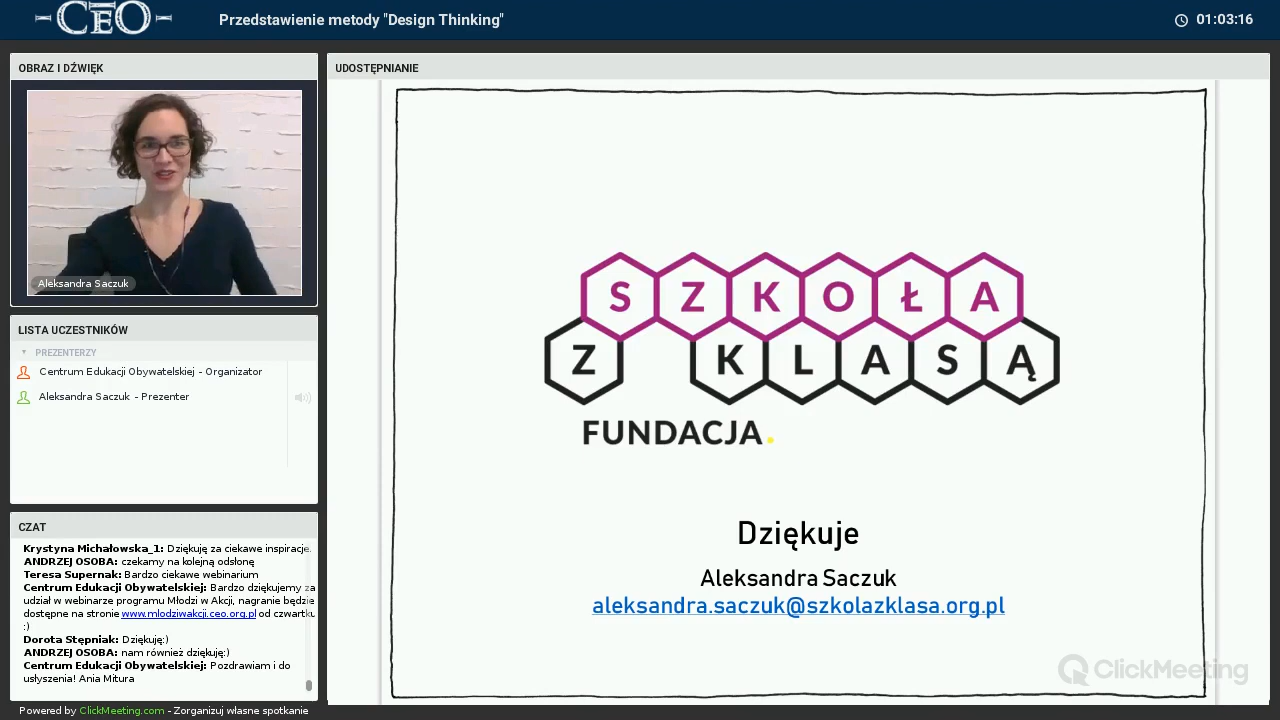 CEO
Przedstawienie metody "Design Thinking"
01:03:16
OBRAZ I DŹWIĘK
Aleksandra Saczuk
LISTA UCZESTNIKÓW
PREZENTERZY
Centrum Edukacji Obywatelskiej - Organizator
Aleksandra Saczuk - Prezenter
CZAT
Krystyna Michałowska_1: Dziękuję za ciekawe inspiracje.
ANDRZEJ OSOBA: czekamy na kolejną odsłonę
Teresa Supernak: Bardzo ciekawe webinarium
Centrum Edukacji Obywatelskiej: Bardzo dziękujemy za
udział w webinarze programu Młodzi w Akcji, nagranie będzie
dostępne na stronie www.mlodziwakcji.ceo.org.pl od czwartku
:)
Dorota Stępniak: Dziękuję:)
ANDRZEJ OSOBA: nam również dziękuję:)
Centrum Edukacji Obywatelskiej: Pozdrawiam i do
usłyszenia! Ania Mitura
Powered by ClickMeeting.com - Zorganizuj własne spotkanie
UDOSTĘPNIANIE
SZKOŁA
Z KLASĄ
FUNDACJA.
Dziękuje
Aleksandra Saczuk
aleksandra.saczuk@szkolazklasa.org.pl
ClickMeeting